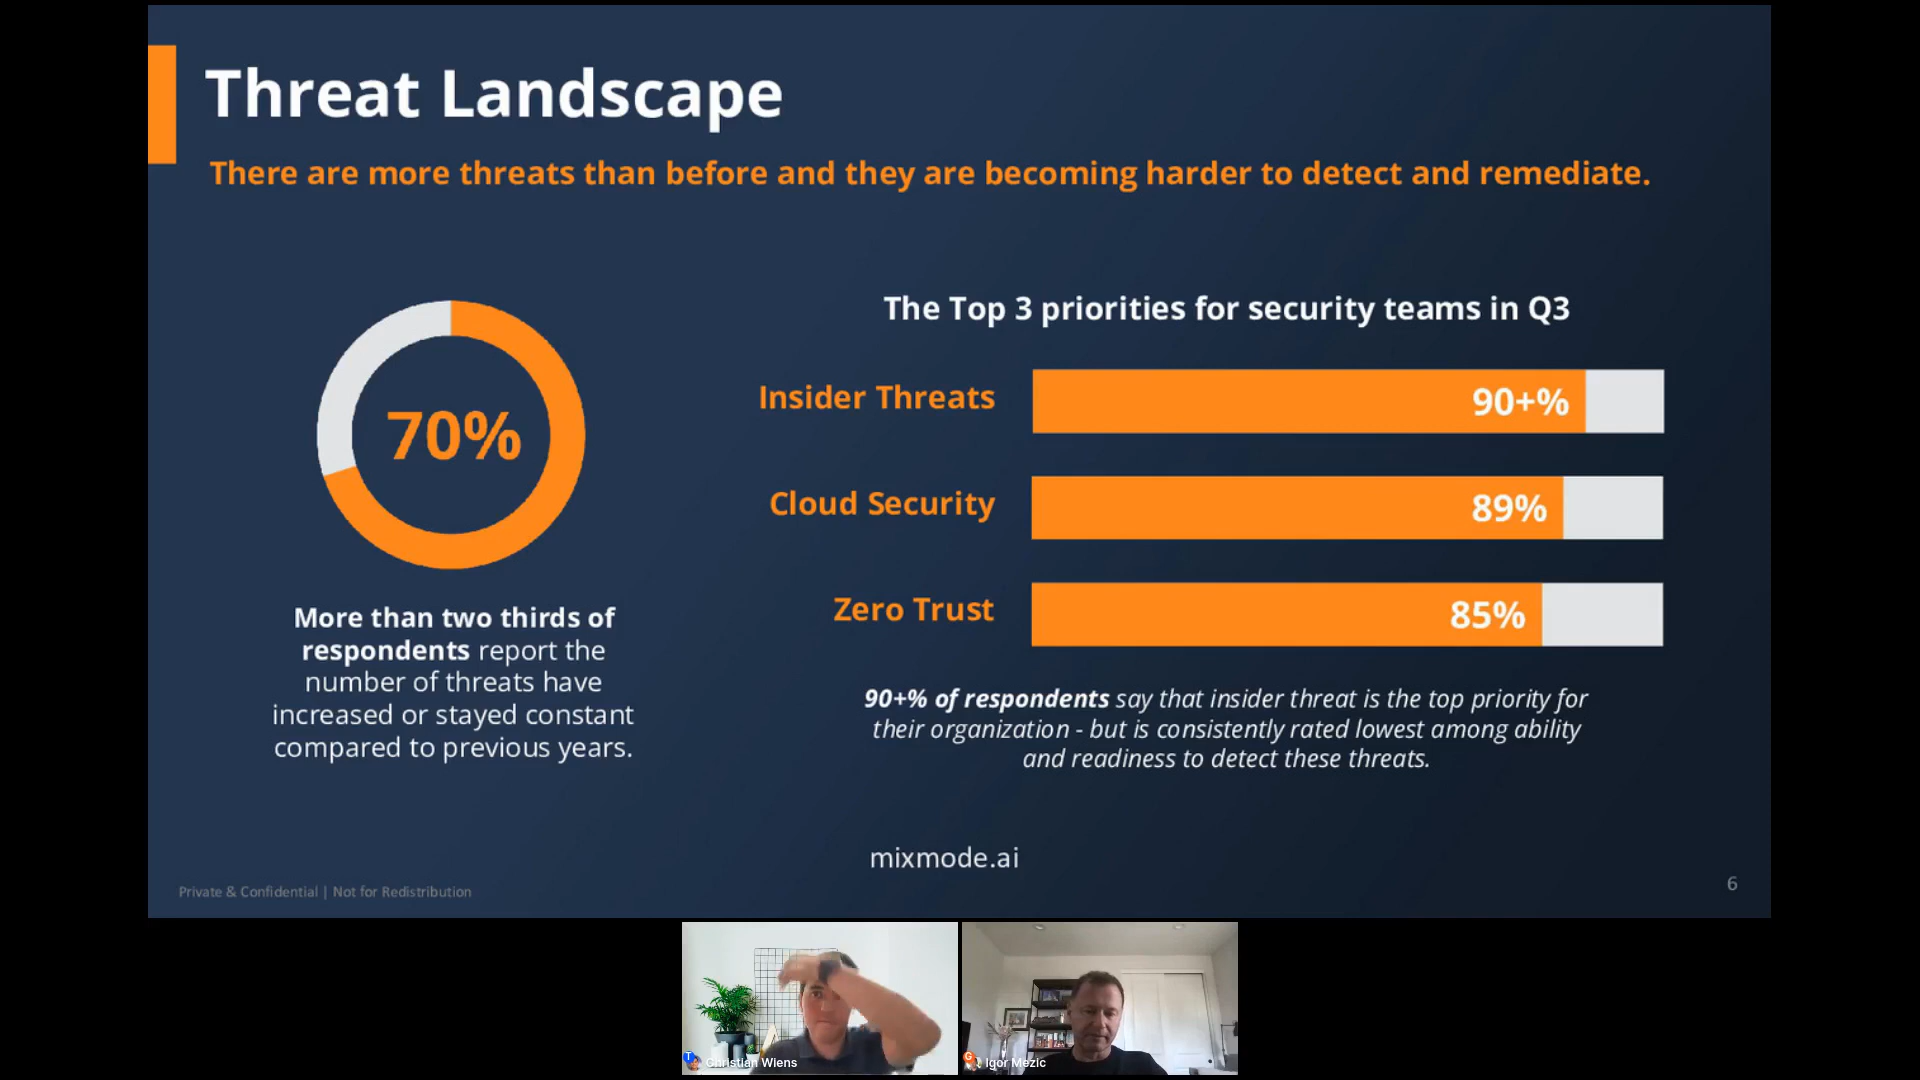 Threat Landscape
There are more threats than before and they are becoming harder to detect and remediate.
70%
More than two thirds of
respondents report the
number of threats have
increased or stayed constant
compared to previous years.
The Top 3 priorities for security teams in Q3
Insider Threats
90+%
Cloud Security
89%
Zero Trust
85%
90+% of respondents say that insider threat is the top priority for
their organization - but is consistently rated lowest among ability
and readiness to detect these threats.
mixmode.ai
Private & Confidential | Not for Redistribution
6
T
Christian Wiens
G
Igor Mezic